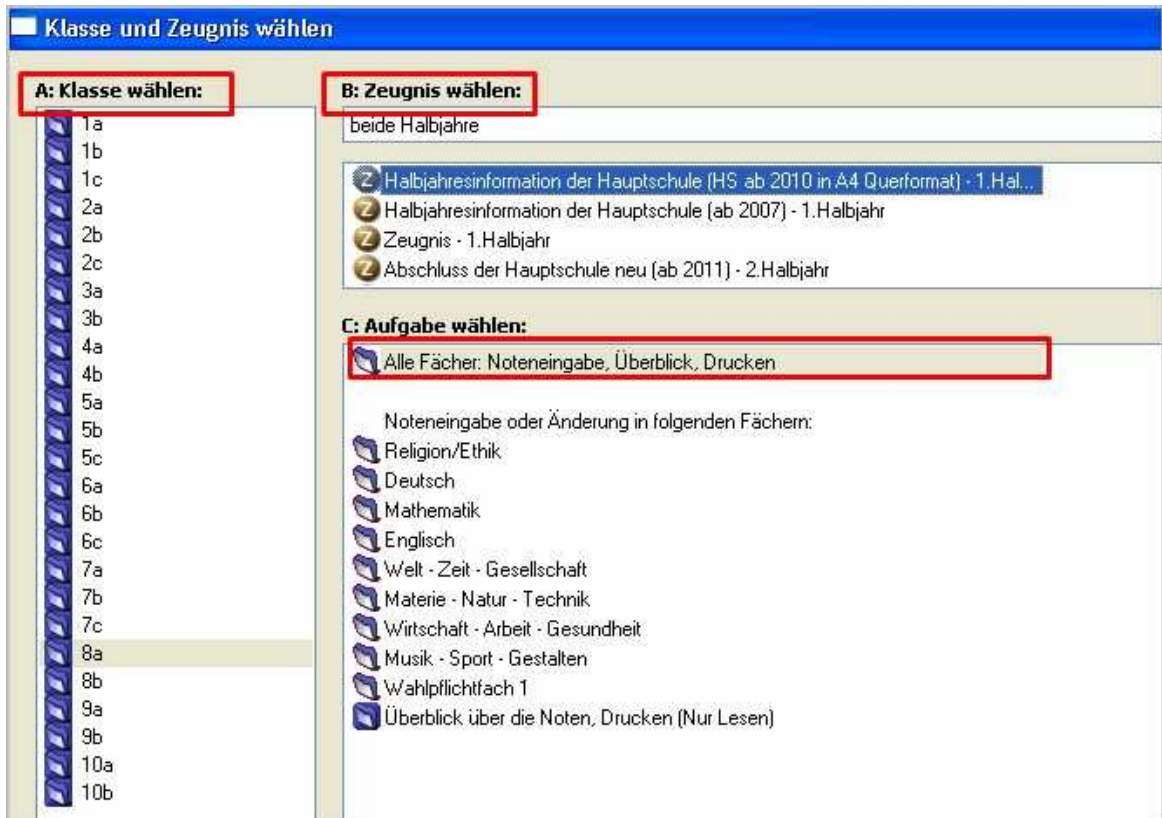 Klasse und Zeugnis wählen
A: Klasse wählen:
1a
1b
1c
2a
2b
2c
3a
3b
4a
4b
5a
5b
5c
6a
6b
6c
7a
7b
7c
8a
8b
9a
9b
10a
10b
B: Zeugnis wählen:
beide Halbjahre
Z Halbjahresinformation der Hauptschule (HS ab 2010 in A4 Querformat) - 1.Hal...
Z Halbjahresinformation der Hauptschule (ab 2007) - 1.Halbjahr
Z Zeugnis - 1.Halbjahr
Z Abschluss der Hauptschule neu (ab 2011) - 2.Halbjahr
C: Aufgabe wählen:
Alle Fächer: Noteneingabe, Überblick, Drucken
Noteneingabe oder Änderung in folgenden Fächern:
Religion/Ethik
Deutsch
Mathematik
Englisch
Welt - Zeit - Gesellschaft
Materie - Natur - Technik
Wirtschaft - Arbeit - Gesundheit
Musik - Sport - Gestalten
Wahlpflichtfach 1
Überblick über die Noten, Drucken (Nur Lesen)